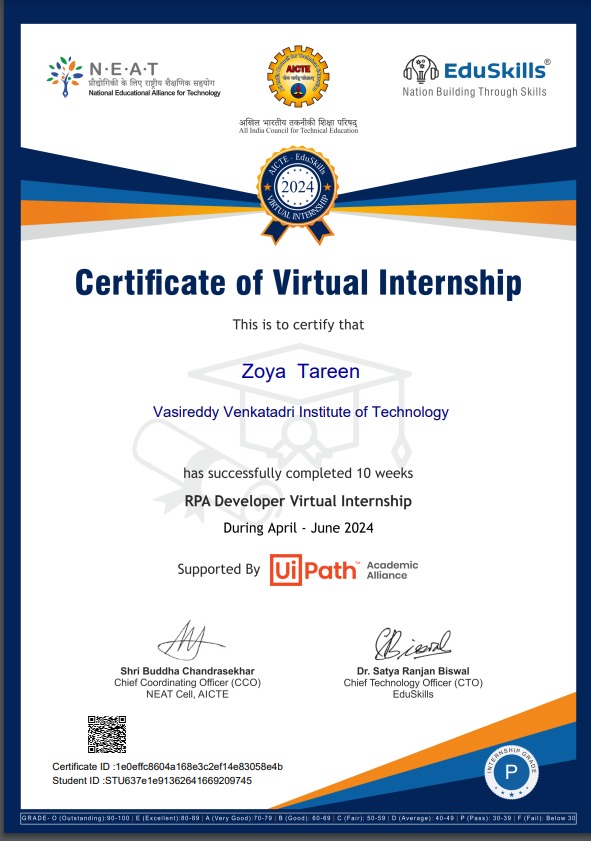 N·E·A·T
प्रौद्योगिकी के लिए राष्ट्रीय शैक्षणिक सहयोग
National Educational Alliance for Technology
AICTE
अखिल भारतीय तकनीकी शिक्षा परिषद्
All India Council for Technical Education
EduSkills®
Nation Building Through Skills
AICTE - EduSkills
2024
VIRTUAL INTERNSHIP
Certificate of Virtual Internship
This is to certify that
Zoya Tareen
Vasireddy Venkatadri Institute of Technology
has successfully completed 10 weeks
RPA Developer Virtual Internship
During April - June 2024
Supported By UiPath™ Academic
Alliance
Shri Buddha Chandrasekhar
Chief Coordinating Officer (CCO)
NEAT Cell, AICTE
Dr. Satya Ranjan Biswal
Chief Technology Officer (CTO)
EduSkills
Certificate ID :1e0effc8604a168e3c2ef14e83058e4b
Student ID :STU637e1e91362641669209745
INTERNSHIP GRADE
P
GRADE- O (Outstanding):90-100 | E (Excellent):80-89 | A (Very Good):70-79 | B (Good): 60-69 | C (Fair): 50-59 | D (Average): 40-49 | P (Pass): 30-39 | F (Fail): Below 30